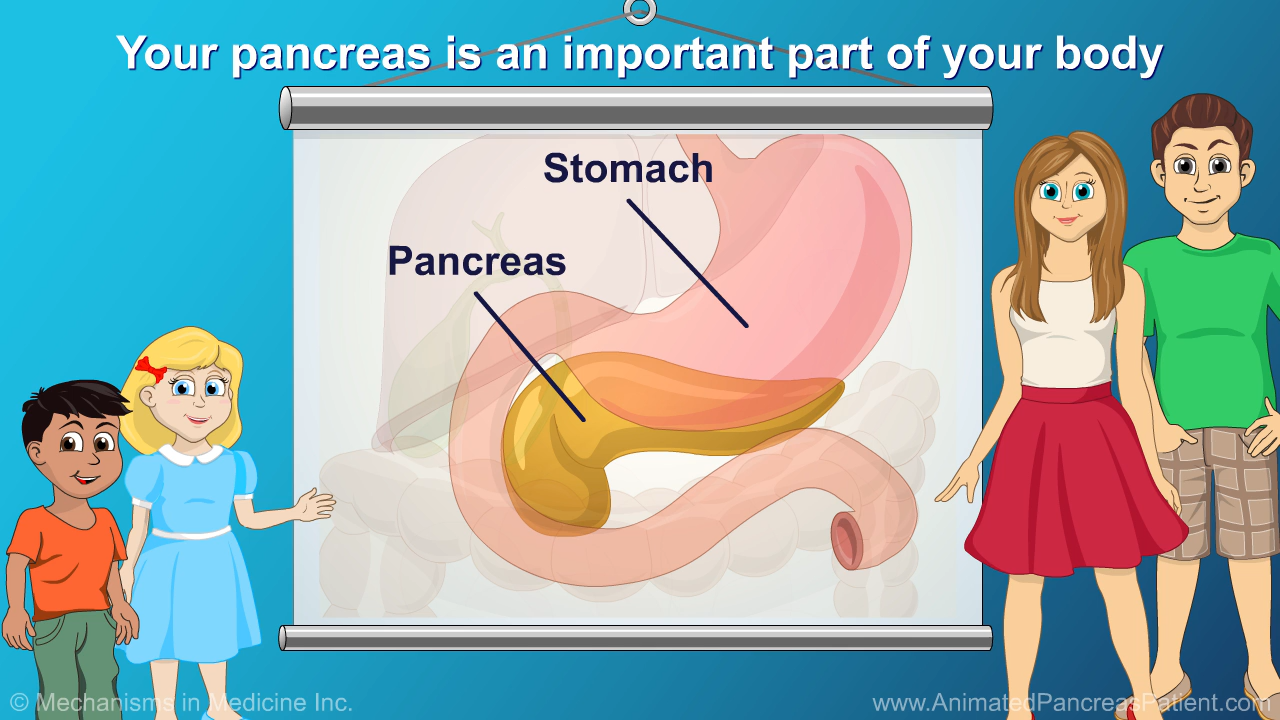 Your pancreas is an important part of your body
Stomach
Pancreas
© Mechanisms in Medicine Inc.
www.AnimatedPancreasPatient.com